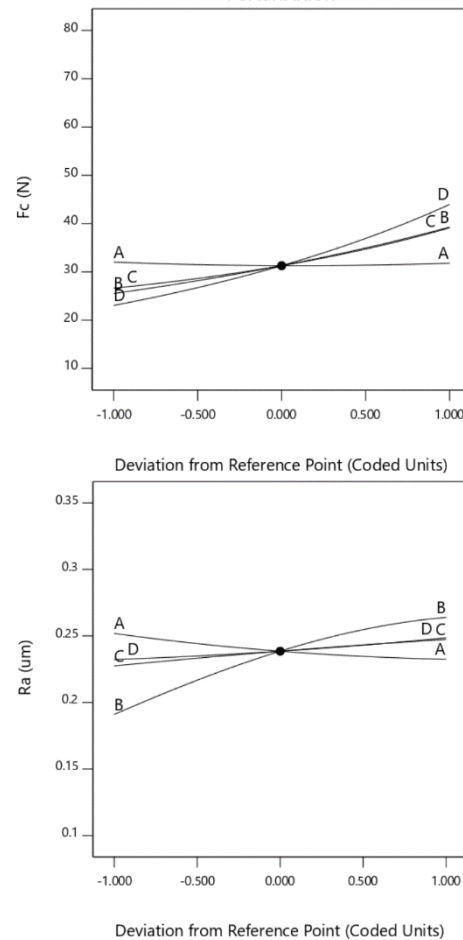 80
70
60
50
40
30
20
10
Fc (N)
A
B C
D
D
C B
A
-1.000
-0.500
0.000
0.500
1.000
Deviation from Reference Point (Coded Units)
0.35
0.3
0.25
0.2
0.15
0.1
Ra (um)
A
C D
B
B
D C
A
-1.000
-0.500
0.000
0.500
1.000
Deviation from Reference Point (Coded Units)